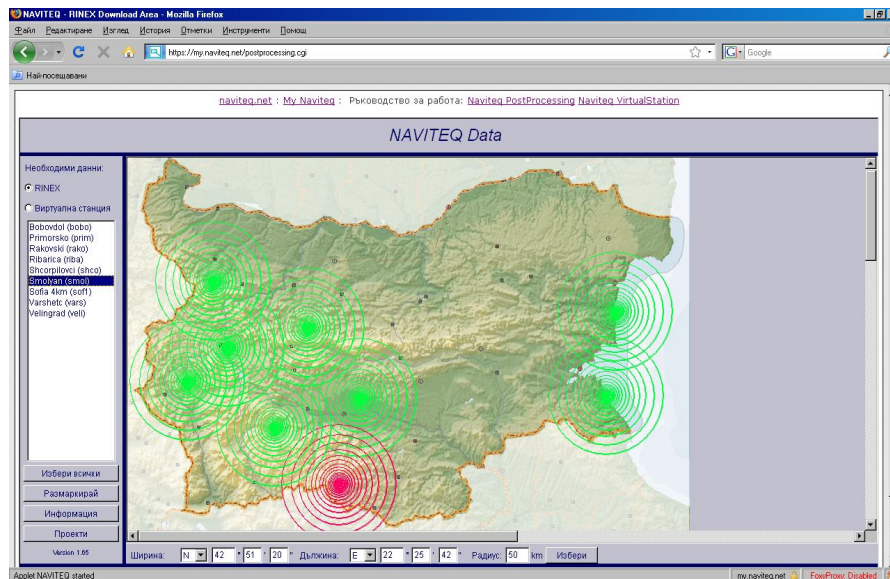 NAVITEQ - RINEX Download Area - Mozilla Firefox
Файл Редактиране Изглед История Отметки Инструменти Помощ
https://my.naviteq.net/postprocessing.cgi
Google
Най-посещавани
naviteq.net : My Naviteq : Ръководство за работа: Naviteq PostProcessing Naviteq VirtualStation
NAVITEQ Data
Необходими данни:
RINEX
Виртуална станция
Bobovdol (bobo)
Primorsko (prim)
Rakovski (rako)
Ribarica (riba)
Shcorpilovci (shco)
Smolyan (smol)
Sofia 4km (sof1)
Varshetc (vars)
Velingrad (veli)
Избери всички
Размаркирай
Информация
Проекти
Version 1.65
Ширина: N 42 ° 51 ' 20 " Дължина: E 22 ° 25 ' 42 " Радиус: 50 km Избери
Applet NAVITEQ started
my.naviteq.net FoxyProxy: Disabled